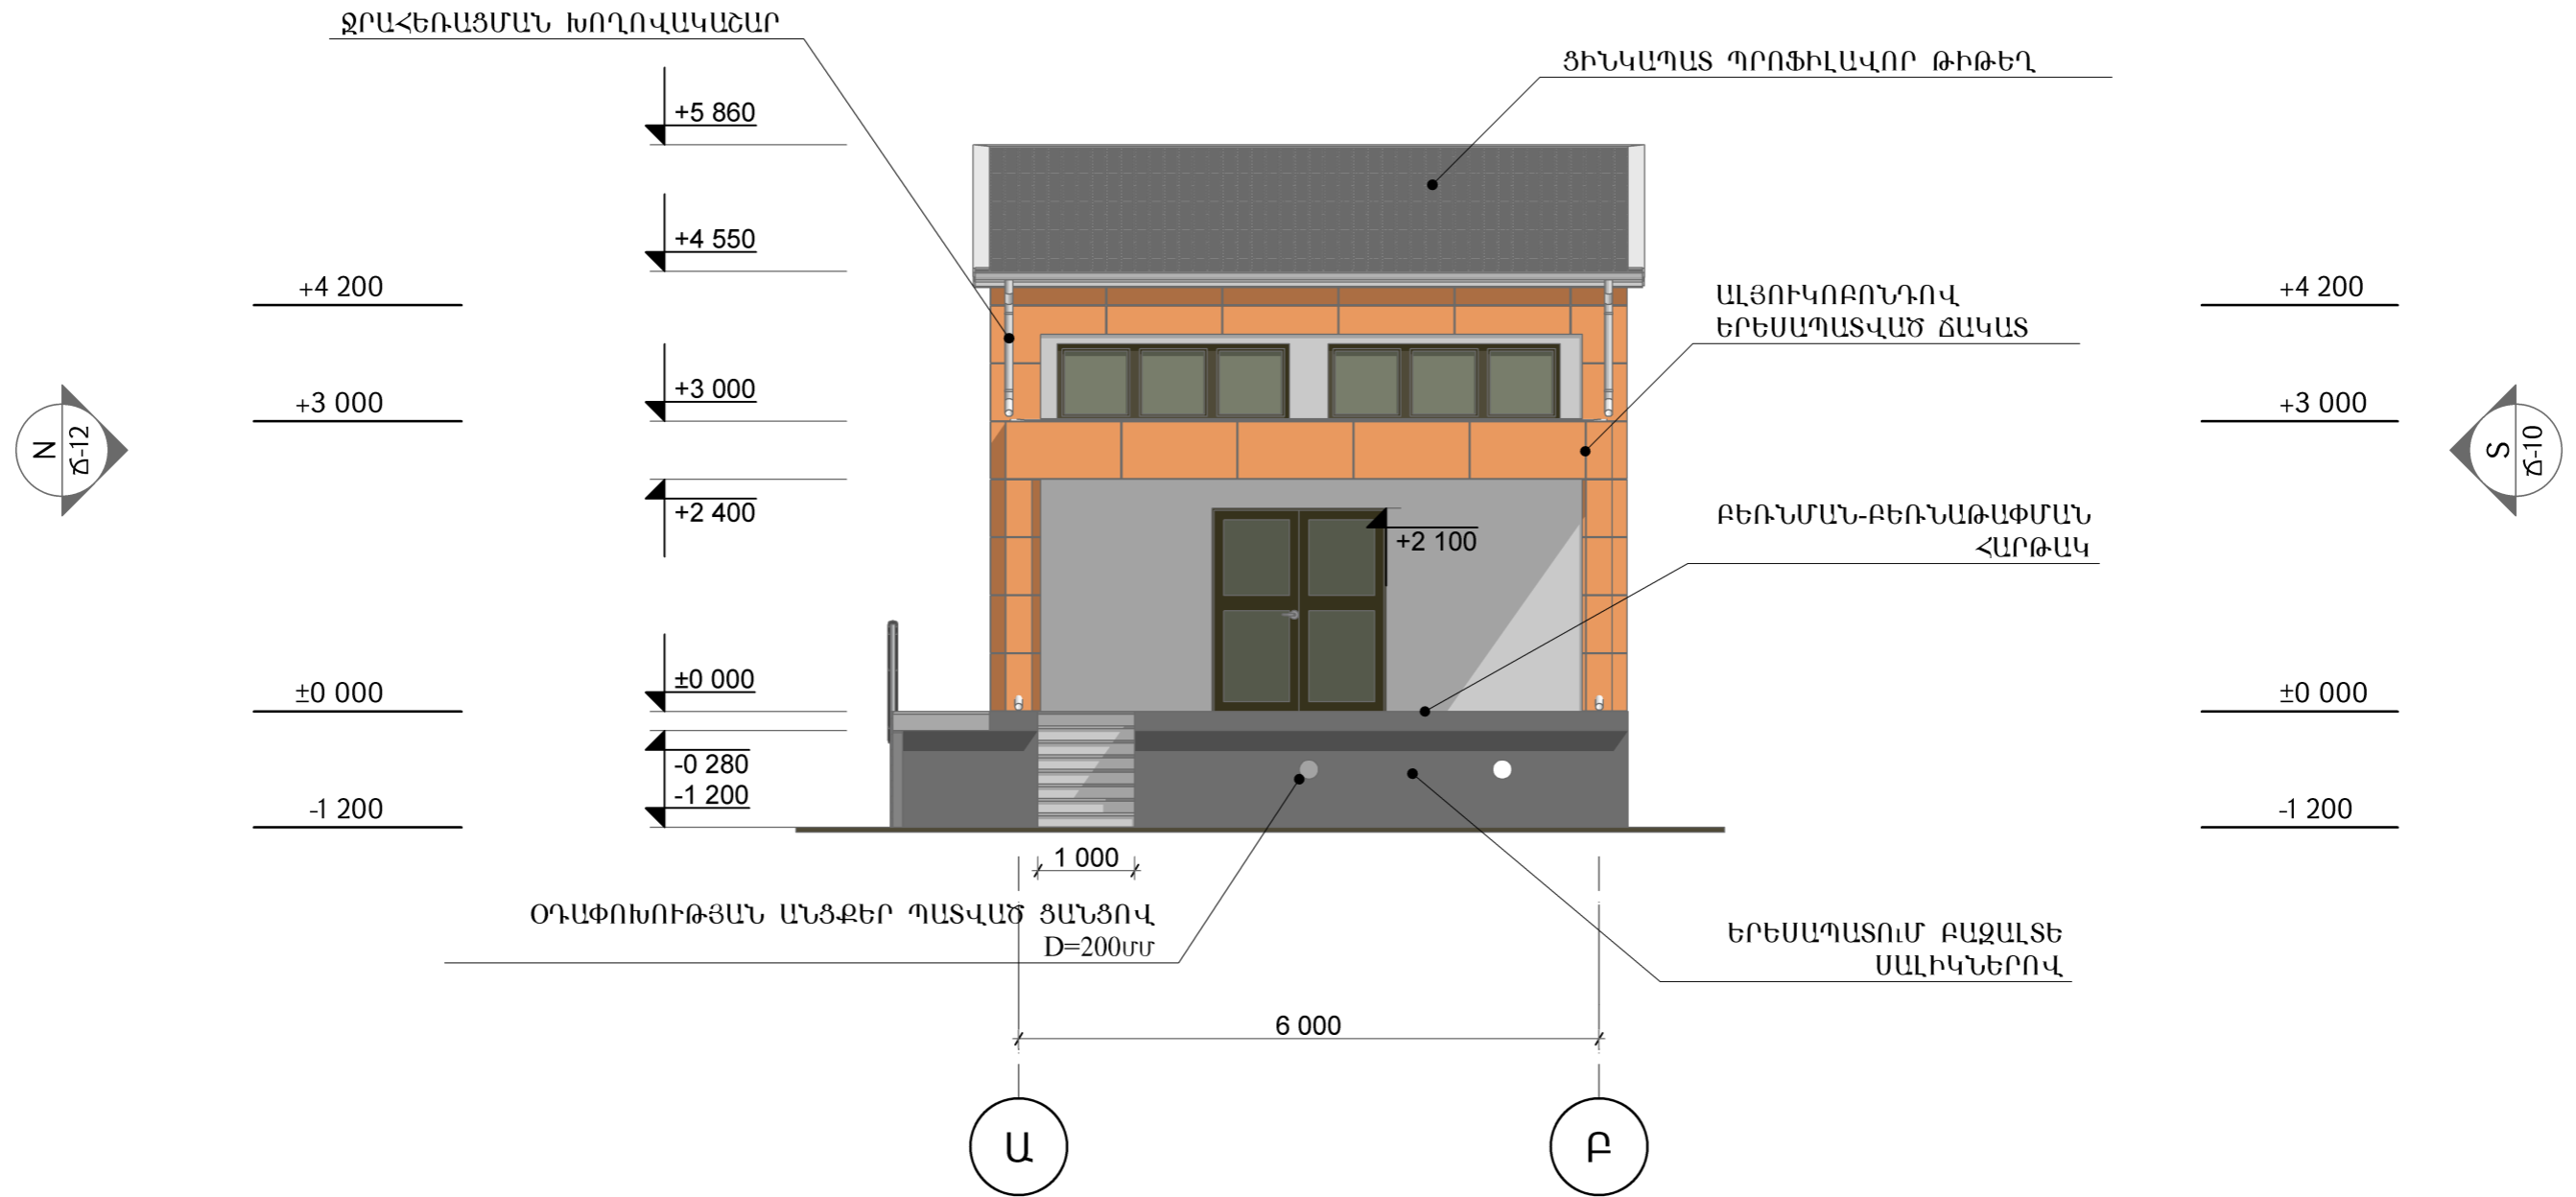 ՋՐԱՀԵՌԱՑՄԱՆ ԽՈՂՈՎԱԿԱՇԱՐ
ՑԻՆԿԱՊԱՏ ՊՐՈՖԻԼԱՎՈՐ ԹԻԹԵՂ
+5 860
+4 550
+4 200
+4 200
ԱԼՅՈՒԿՈԲՈՆԴՈՎ
ԵՐԵՍԱՊԱՏՎԱԾ ՃԱԿԱՏ
+3 000
+3 000
+3 000
N
Ճ-12
S
Ճ-10
+2 400
+2 100
ԲԵՌՆՄԱՆ-ԲԵՌՆԱԹԱՓՄԱՆ
ՀԱՐԹԱԿ
±0 000
±0 000
±0 000
-0 280
-1 200
-1 200
-1 200
1 000
ՕԴԱՓՈԽՈՒԹՅԱՆ ԱՆՑՔԵՐ ՊԱՏՎԱԾ ՑԱՆՑՈՎ
D=200մմ
ԵՐԵՍԱՊԱՏՈւՄ ԲԱԶԱԼՏԵ
ՍԱԼԻԿՆԵՐՈՎ
6 000
Ա
Բ